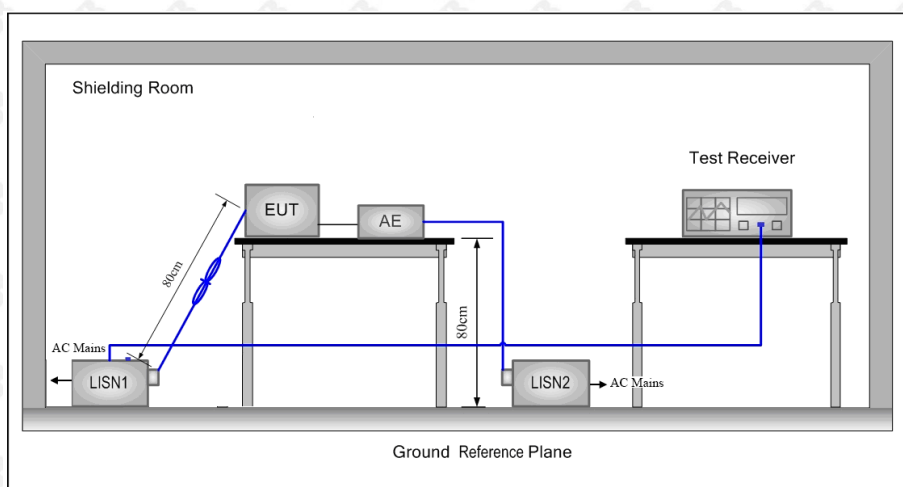 Shielding Room
Test Receiver
EUT
AE
80cm
80cm
AC Mains
LISN1
LISN2
AC Mains
Ground Reference Plane